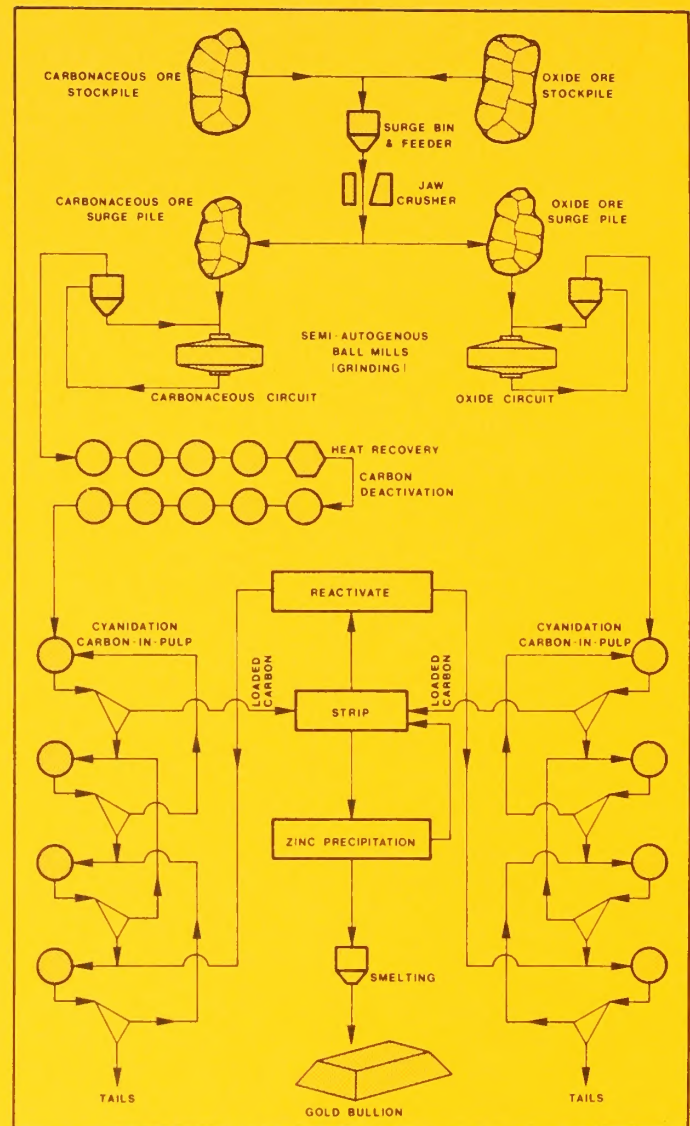 CARBONACEOUS ORE
STOCKPILE
OXIDE ORE
STOCKPILE
SURGE BIN
& FEEDER
JAW
CRUSHER
CARBONACEOUS ORE
SURGE PILE
OXIDE ORE
SURGE PILE
SEMI-AUTOGENOUS
BALL MILLS
(GRINDING)
CARBONACEOUS CIRCUIT
OXIDE CIRCUIT
HEAT RECOVERY
CARBON
DEACTIVATION
REACTIVATE
CYANIDATION
CARBON-IN-PULP
CYANIDATION
CARBON-IN-PULP
LOADED
CARBON
STRIP
LOADED
CARBON
ZINC PRECIPITATION
SMELTING
TAILS
GOLD BULLION
TAILS